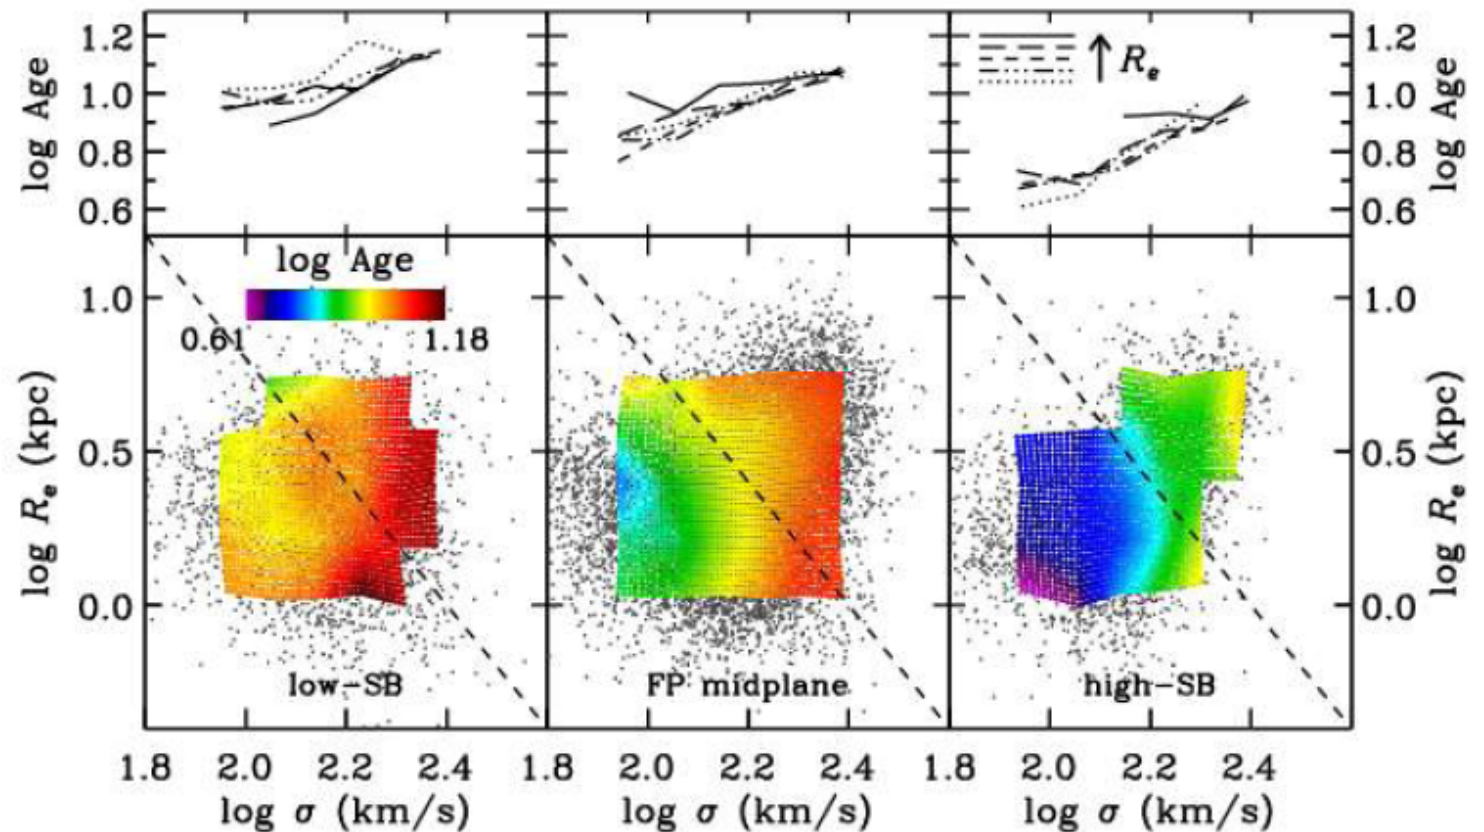 log Age
1.2
1.0
0.8
0.6
R_e
1.2
1.0
0.8
0.6
log Age
log R_e (kpc)
1.0
0.5
0.0
log Age
0.61
1.18
low-SB
FP midplane
high-SB
1.0
0.5
0.0
log R_e (kpc)
1.8 2.0 2.2 2.4 1.8 2.0 2.2 2.4 1.8 2.0 2.2 2.4
log σ (km/s) log σ (km/s) log σ (km/s)